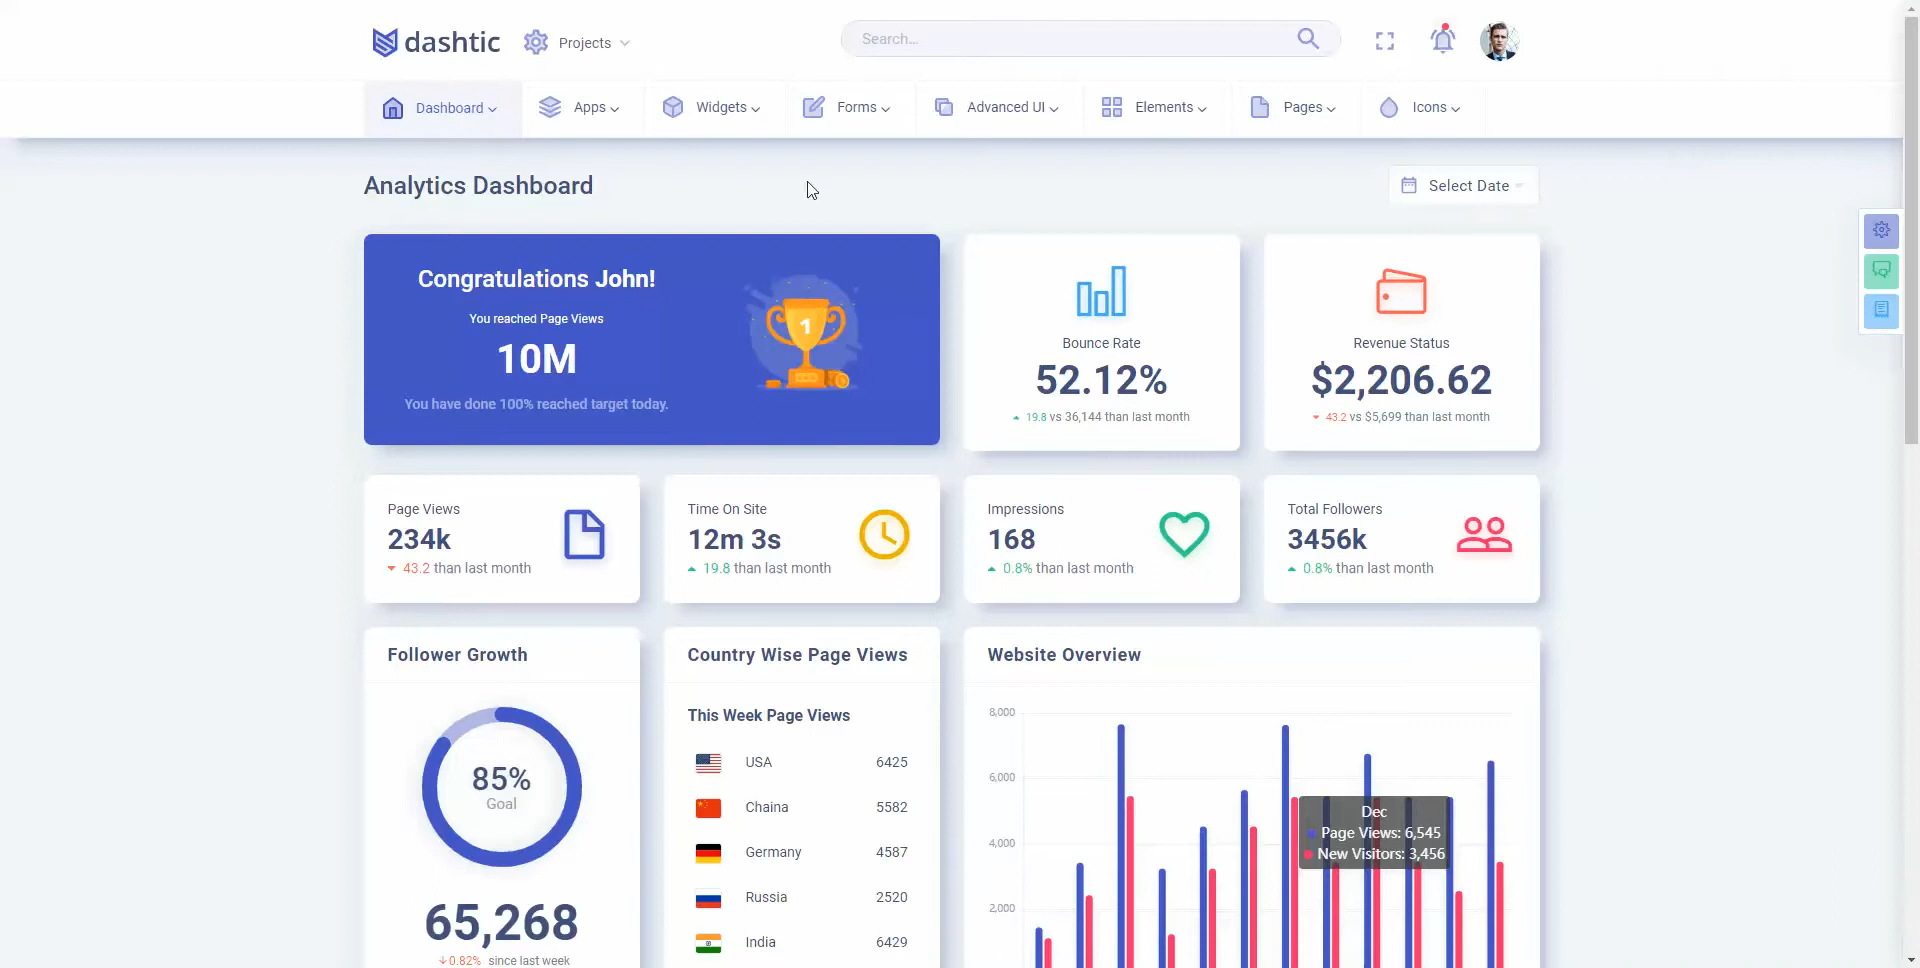 dashtic
Projects
Search...
Dashboard
Apps
Widgets
Forms
Advanced UI
Elements
Pages
Icons
Analytics Dashboard
Select Date
Congratulations John!
You reached Page Views
10M
You have done 100% reached target today.
1
Bounce Rate
52.12%
19.8 vs 36,144 than last month
Revenue Status
$2,206.62
43.2 vs $5,699 than last month
Page Views
234k
43.2 than last month
Time On Site
12m 3s
19.8 than last month
Impressions
168
0.8% than last month
Total Followers
3456k
0.8% than last month
Follower Growth
85%
Goal
65,268
0.82% since last week
Country Wise Page Views
This Week Page Views
USA 6425
Chaina 5582
Germany 4587
Russia 2520
India 6429
Website Overview
8,000
6,000
4,000
2,000
Dec
Page Views: 6,545
New Visitors: 3,456